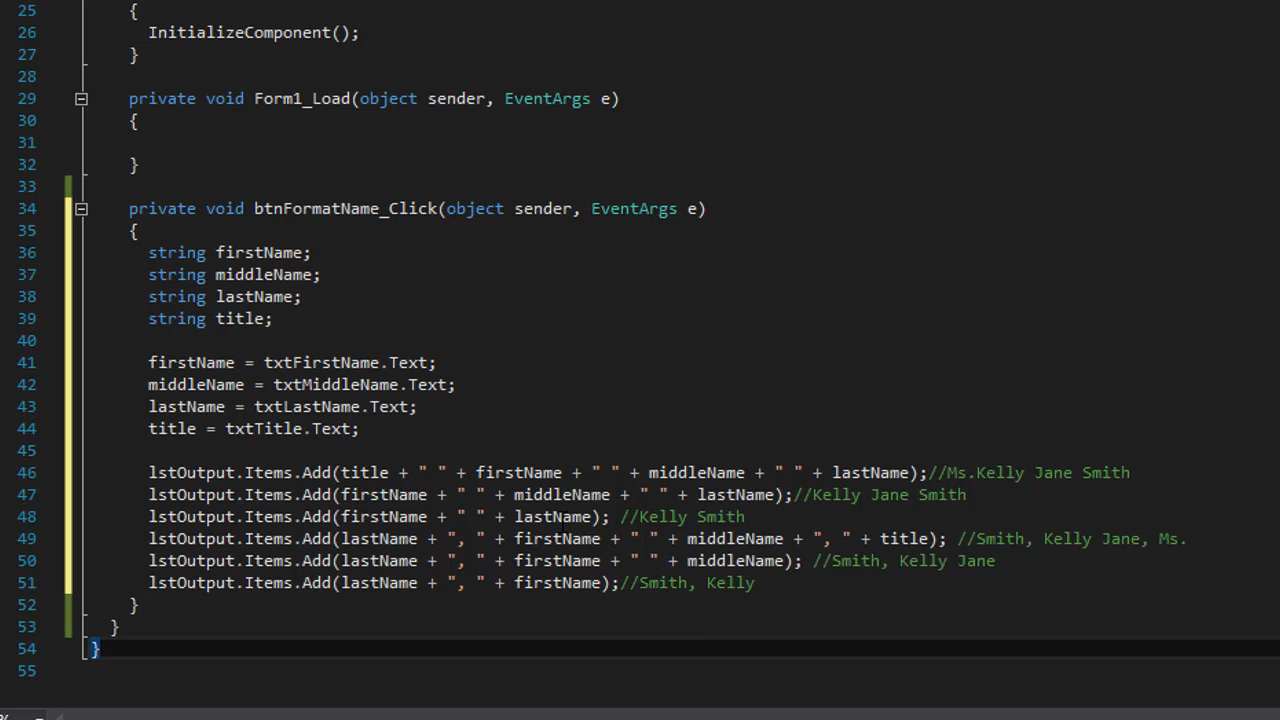 25 {
26 InitializeComponent();
27 }
28
29 private void Form1_Load(object sender, EventArgs e)
30 {
31
32 }
33
34 private void btnFormatName_Click(object sender, EventArgs e)
35 {
36 string firstName;
37 string middleName;
38 string lastName;
39 string title;
40
41 firstName = txtFirstName.Text;
42 middleName = txtMiddleName.Text;
43 lastName = txtLastName.Text;
44 title = txtTitle.Text;
45
46 lstOutput.Items.Add(title + " " + firstName + " " + middleName + " " + lastName);//Ms.Kelly Jane Smith
47 lstOutput.Items.Add(firstName + " " + middleName + " " + lastName);//Kelly Jane Smith
48 lstOutput.Items.Add(firstName + " " + lastName); //Kelly Smith
49 lstOutput.Items.Add(lastName + ", " + firstName + " " + middleName + ", " + title); //Smith, Kelly Jane, Ms.
50 lstOutput.Items.Add(lastName + ", " + firstName + " " + middleName); //Smith, Kelly Jane
51 lstOutput.Items.Add(lastName + ", " + firstName);//Smith, Kelly
52 }
53 }
54 }
55
%